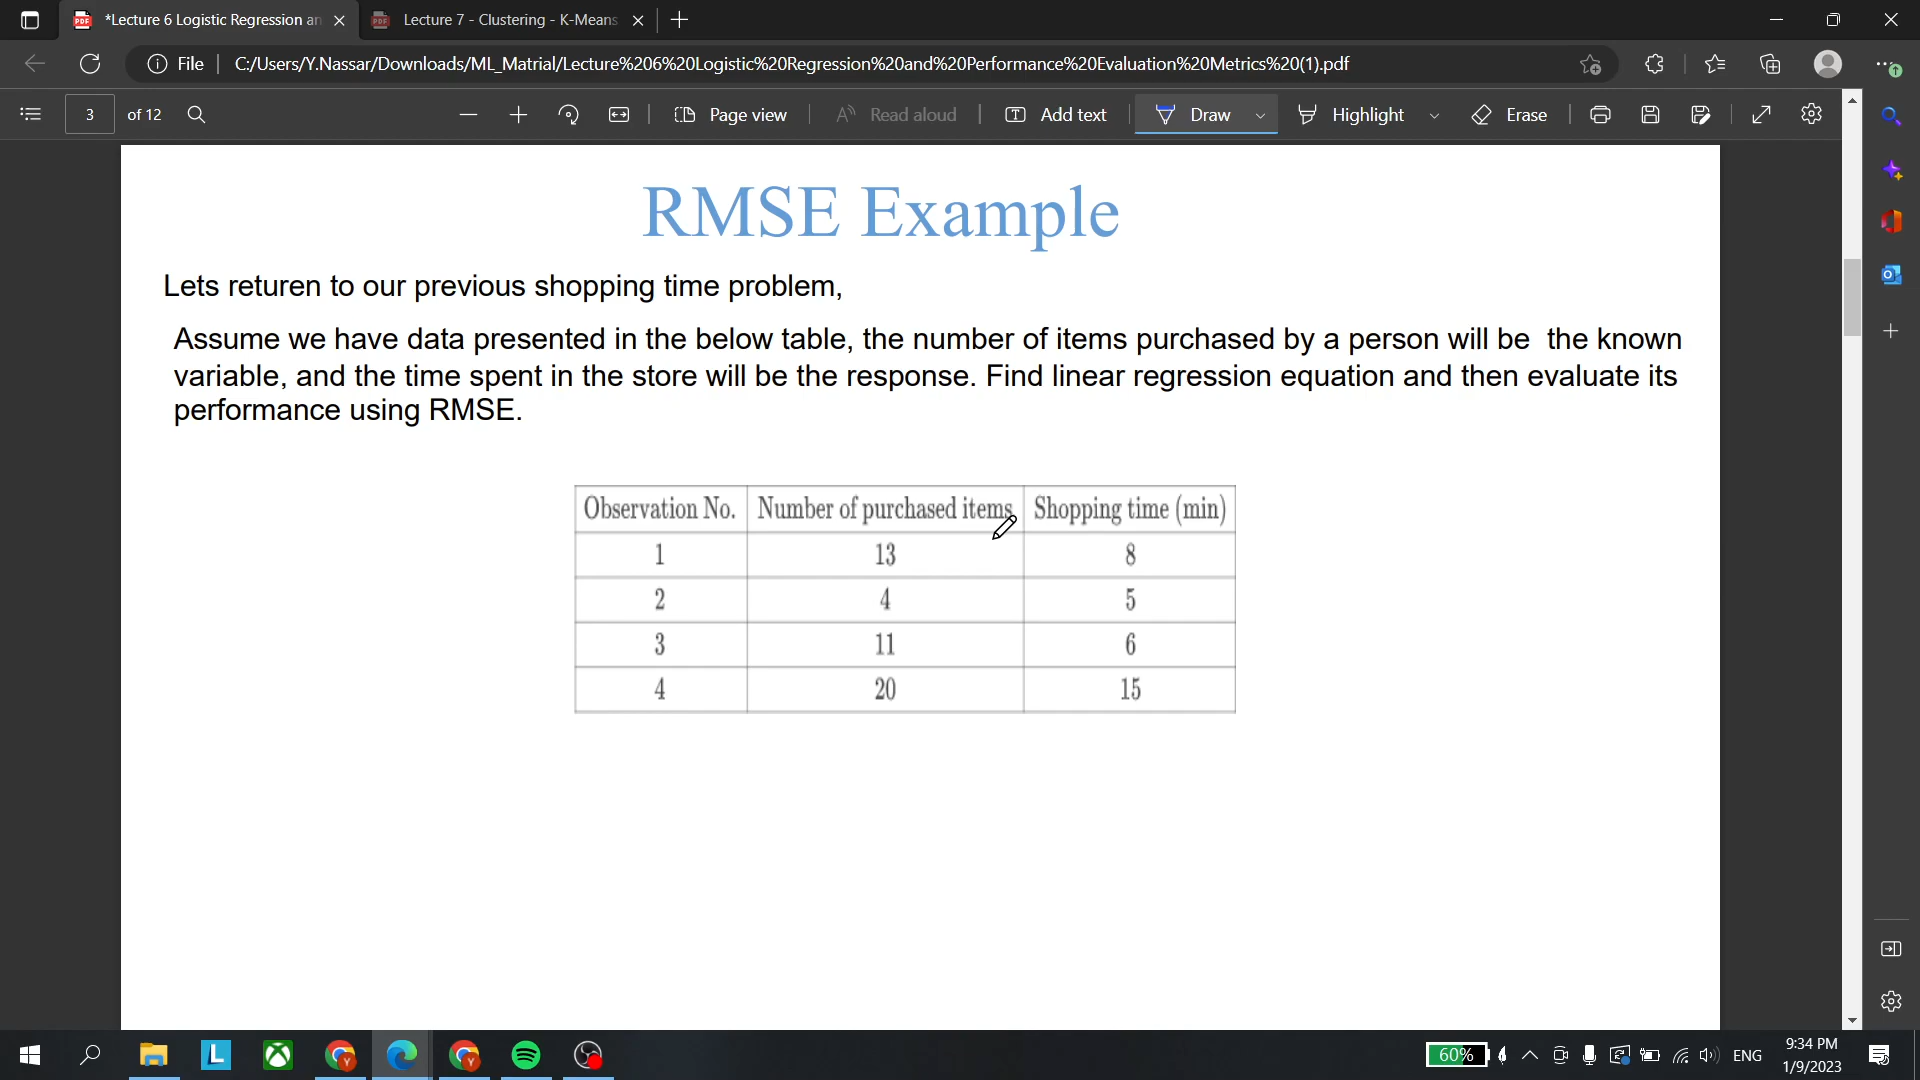 *Lecture 6 Logistic Regression an
Lecture 7 - Clustering - K-Means
File
C:/Users/Y.Nassar/Downloads/ML_Matrial/Lecture%206%20Logistic%20Regression%20and%20Performance%20Evaluation%20Metrics%20(1).pdf
3 of 12
Page view
Read aloud
Add text
Draw
Highlight
Erase
RMSE Example
Lets returen to our previous shopping time problem,
Assume we have data presented in the below table, the number of items purchased by a person will be the known
variable, and the time spent in the store will be the response. Find linear regression equation and then evaluate its
performance using RMSE.
Observation No. Number of purchased items Shopping time (min)
1 13 8
2 4 5
3 11 6
4 20 15
60%
ENG
9:34 PM
1/9/2023